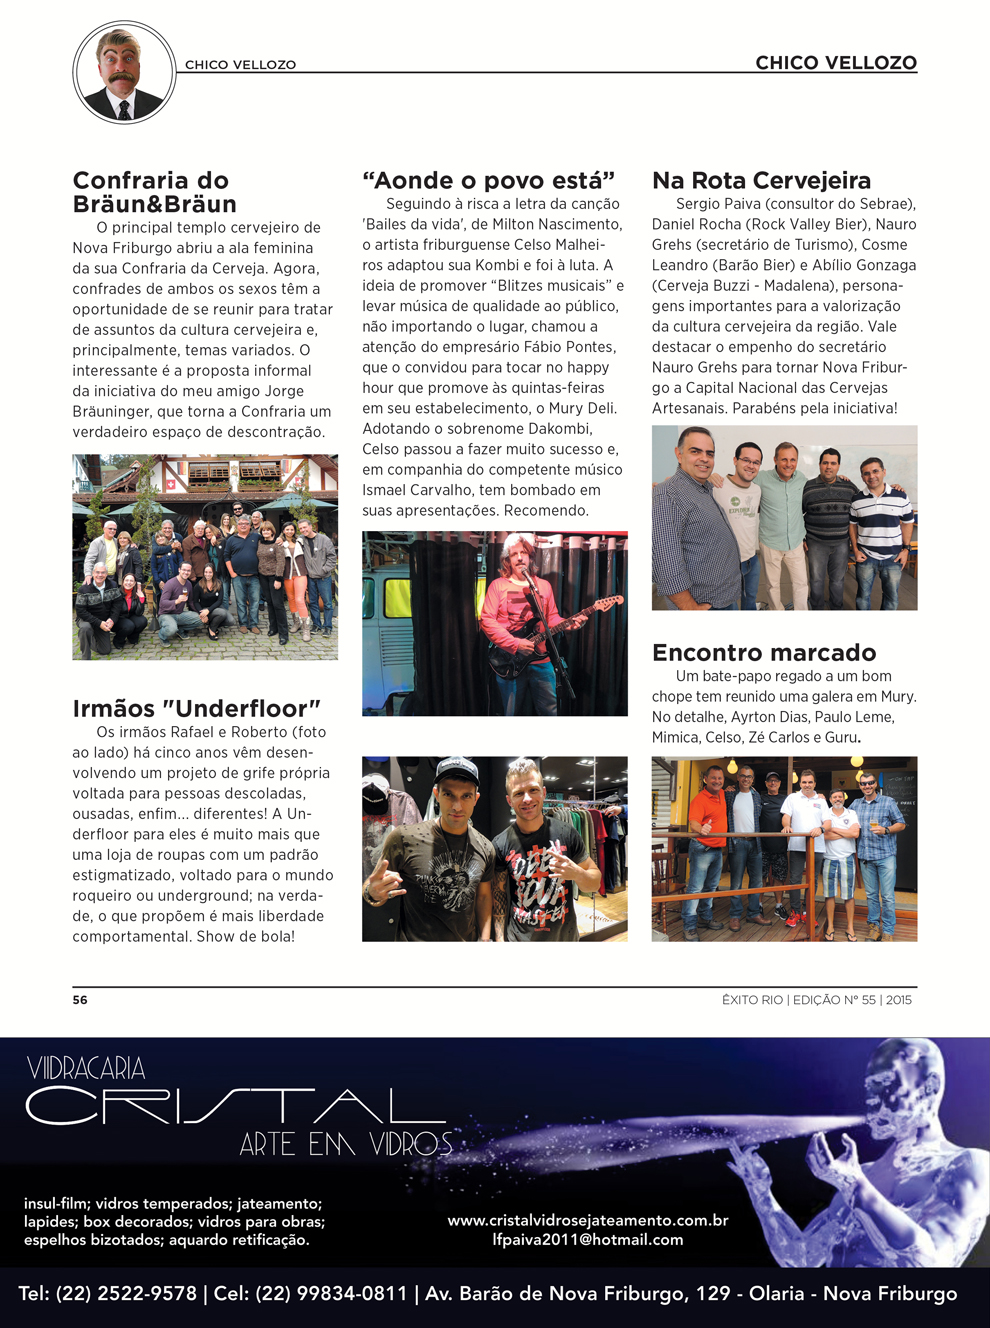 CHICO VELLOZO
CHICO VELLOZO
Confraria do
Bräun&Bräun
O principal templo cervejeiro de
Nova Friburgo abriu a ala feminina
da sua Confraria da Cerveja. Agora,
confrades de ambos os sexos têm a
oportunidade de se reunir para tratar
de assuntos da cultura cervejeira e,
principalmente, temas variados. O
interessante é a proposta informal
da iniciativa do meu amigo Jorge
Bräuninger, que torna a Confraria um
verdadeiro espaço de descontração.
Irmãos "Underfloor"
Os irmãos Rafael e Roberto (foto
ao lado) há cinco anos vêm desen-
volvendo um projeto de grife própria
voltada para pessoas descoladas,
ousadas, enfim... diferentes! A Un-
derfloor para eles é muito mais que
uma loja de roupas com um padrão
estigmatizado, voltado para o mundo
roqueiro ou underground; na verda-
de, o que propõem é mais liberdade
comportamental. Show de bola!
“Aonde o povo está”
Seguindo à risca a letra da canção
'Bailes da vida', de Milton Nascimento,
o artista friburguense Celso Malhei-
ros adaptou sua Kombi e foi à luta. A
ideia de promover “Blitzes musicais” e
levar música de qualidade ao público,
não importando o lugar, chamou a
atenção do empresário Fábio Pontes,
que o convidou para tocar no happy
hour que promove às quintas-feiras
em seu estabelecimento, o Mury Deli.
Adotando o sobrenome Dakombi,
Celso passou a fazer muito sucesso e,
em companhia do competente músico
Ismael Carvalho, tem bombado em
suas apresentações. Recomendo.
Na Rota Cervejeira
Sergio Paiva (consultor do Sebrae),
Daniel Rocha (Rock Valley Bier), Nauro
Grehs (secretário de Turismo), Cosme
Leandro (Barão Bier) e Abílio Gonzaga
(Cerveja Buzzi - Madalena), persona-
gens importantes para a valorização
da cultura cervejeira da região. Vale
destacar o empenho do secretário
Nauro Grehs para tornar Nova Fribur-
go a Capital Nacional das Cervejas
Artesanais. Parabéns pela iniciativa!
Encontro marcado
Um bate-papo regado a um bom
chope tem reunido uma galera em Mury.
No detalhe, Ayrton Dias, Paulo Leme,
Mimica, Celso, Zé Carlos e Guru.
56
ÊXITO RIO | EDIÇÃO Nº 55 | 2015
VIIDRACARIA
CRISTAL
ARTE EM VIDROS
insul-film; vidros temperados; jateamento;
lapides; box decorados; vidros para obras;
espelhos bizotados; aquardo retificação.
www.cristalvidrosejateamento.com.br
lfpaiva2011@hotmail.com
Tel: (22) 2522-9578 | Cel: (22) 99834-0811 | Av. Barão de Nova Friburgo, 129 - Olaria - Nova Friburgo